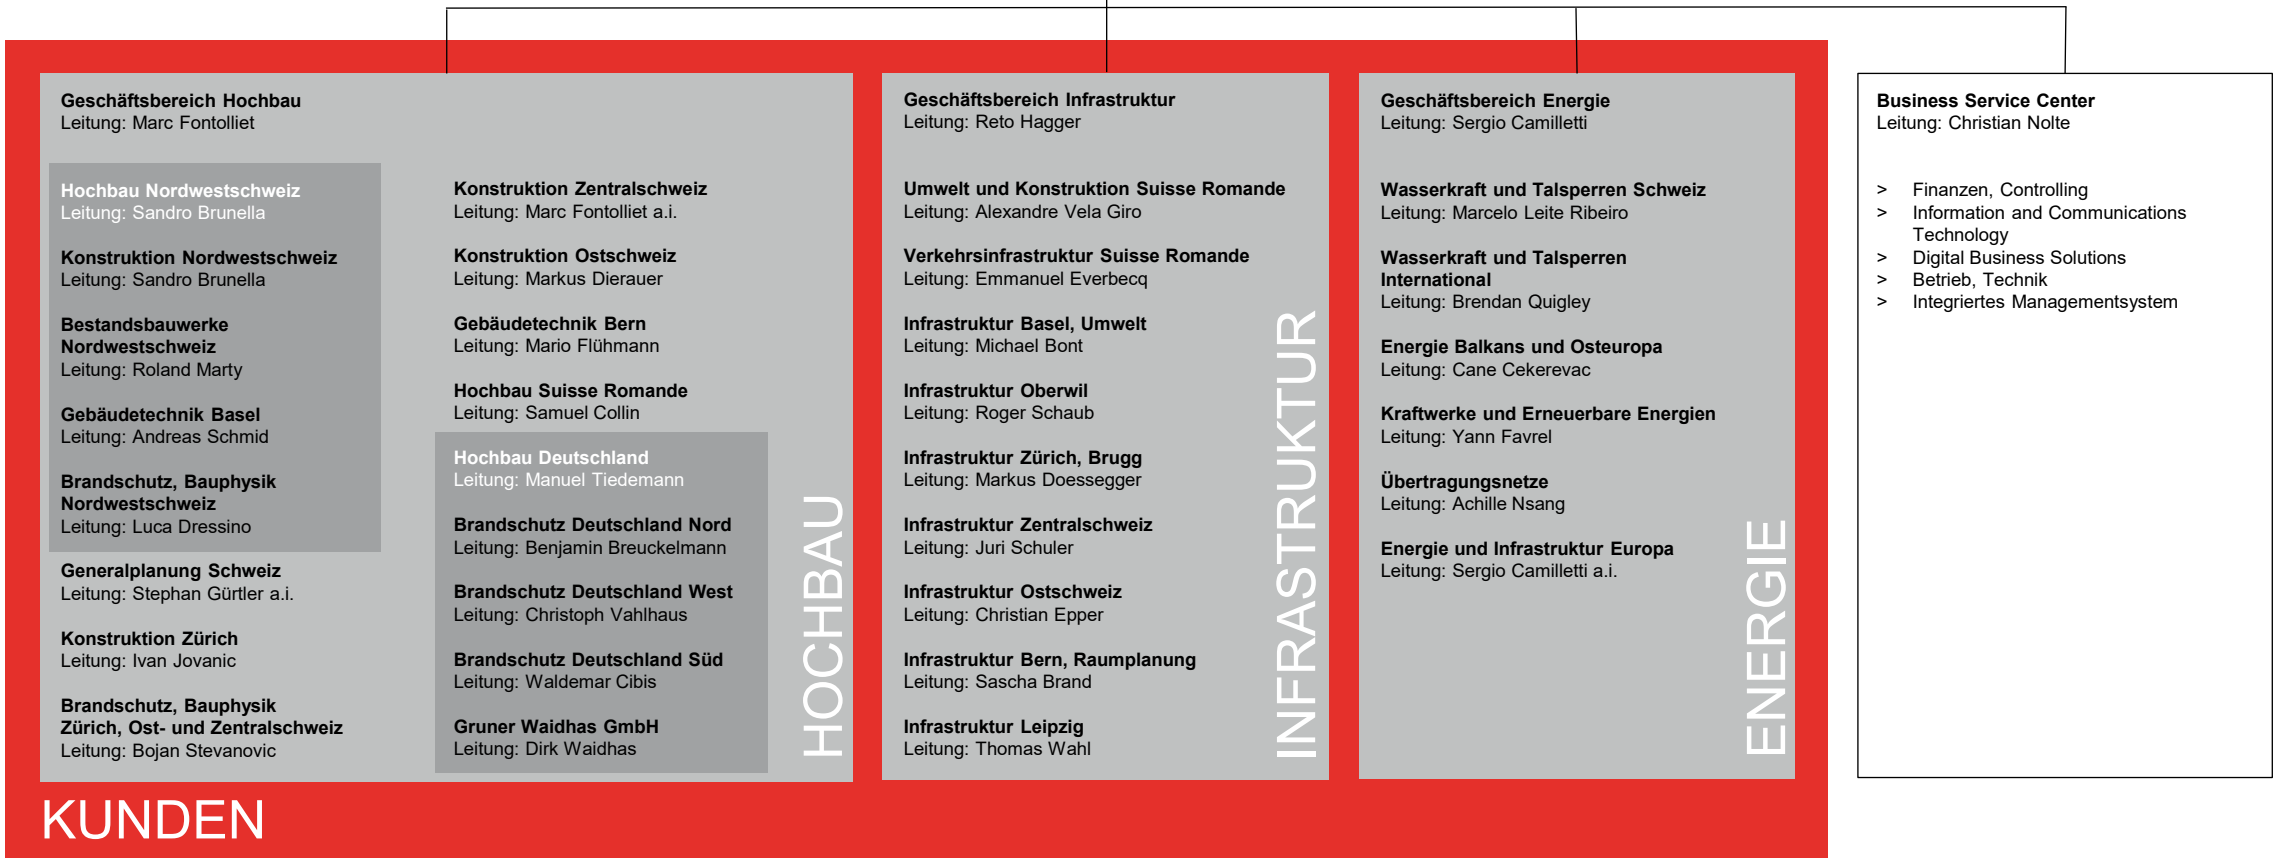 Geschäftsbereich Hochbau
Leitung: Marc Fontolliet
Hochbau Nordwestschweiz
Leitung: Sandro Brunella
Konstruktion Nordwestschweiz
Leitung: Sandro Brunella
Bestandsbauwerke
Nordwestschweiz
Leitung: Roland Marty
Gebäudetechnik Basel
Leitung: Andreas Schmid
Brandschutz, Bauphysik
Nordwestschweiz
Leitung: Luca Dressino
Generalplanung Schweiz
Leitung: Stephan Gürtler a.i.
Konstruktion Zürich
Leitung: Ivan Jovanic
Brandschutz, Bauphysik
Zürich, Ost- und Zentralschweiz
Leitung: Bojan Stevanovic
Konstruktion Zentralschweiz
Leitung: Marc Fontolliet a.i.
Konstruktion Ostschweiz
Leitung: Markus Dierauer
Gebäudetechnik Bern
Leitung: Mario Flühmann
Hochbau Suisse Romande
Leitung: Samuel Collin
Hochbau Deutschland
Leitung: Manuel Tiedemann
Brandschutz Deutschland Nord
Leitung: Benjamin Breuckelmann
Brandschutz Deutschland West
Leitung: Christoph Vahlhaus
Brandschutz Deutschland Süd
Leitung: Waldemar Cibis
Gruner Waidhas GmbH
Leitung: Dirk Waidhas
HOCHBAU
Geschäftsbereich Infrastruktur
Leitung: Reto Hagger
Umwelt und Konstruktion Suisse Romande
Leitung: Alexandre Vela Giro
Verkehrsinfrastruktur Suisse Romande
Leitung: Emmanuel Everbecq
Infrastruktur Basel, Umwelt
Leitung: Michael Bont
Infrastruktur Oberwil
Leitung: Roger Schaub
Infrastruktur Zürich, Brugg
Leitung: Markus Doessegger
Infrastruktur Zentralschweiz
Leitung: Juri Schuler
Infrastruktur Ostschweiz
Leitung: Christian Epper
Infrastruktur Bern, Raumplanung
Leitung: Sascha Brand
Infrastruktur Leipzig
Leitung: Thomas Wahl
INFRASTRUKTUR
Geschäftsbereich Energie
Leitung: Sergio Camilletti
Wasserkraft und Talsperren Schweiz
Leitung: Marcelo Leite Ribeiro
Wasserkraft und Talsperren
International
Leitung: Brendan Quigley
Energie Balkans und Osteuropa
Leitung: Cane Cekerevac
Kraftwerke und Erneuerbare Energien
Leitung: Yann Favrel
Übertragungsnetze
Leitung: Achille Nsang
Energie und Infrastruktur Europa
Leitung: Sergio Camilletti a.i.
ENERGIE
Business Service Center
Leitung: Christian Nolte
> Finanzen, Controlling
> Information and Communications
Technology
> Digital Business Solutions
> Betrieb, Technik
> Integriertes Managementsystem
KUNDEN